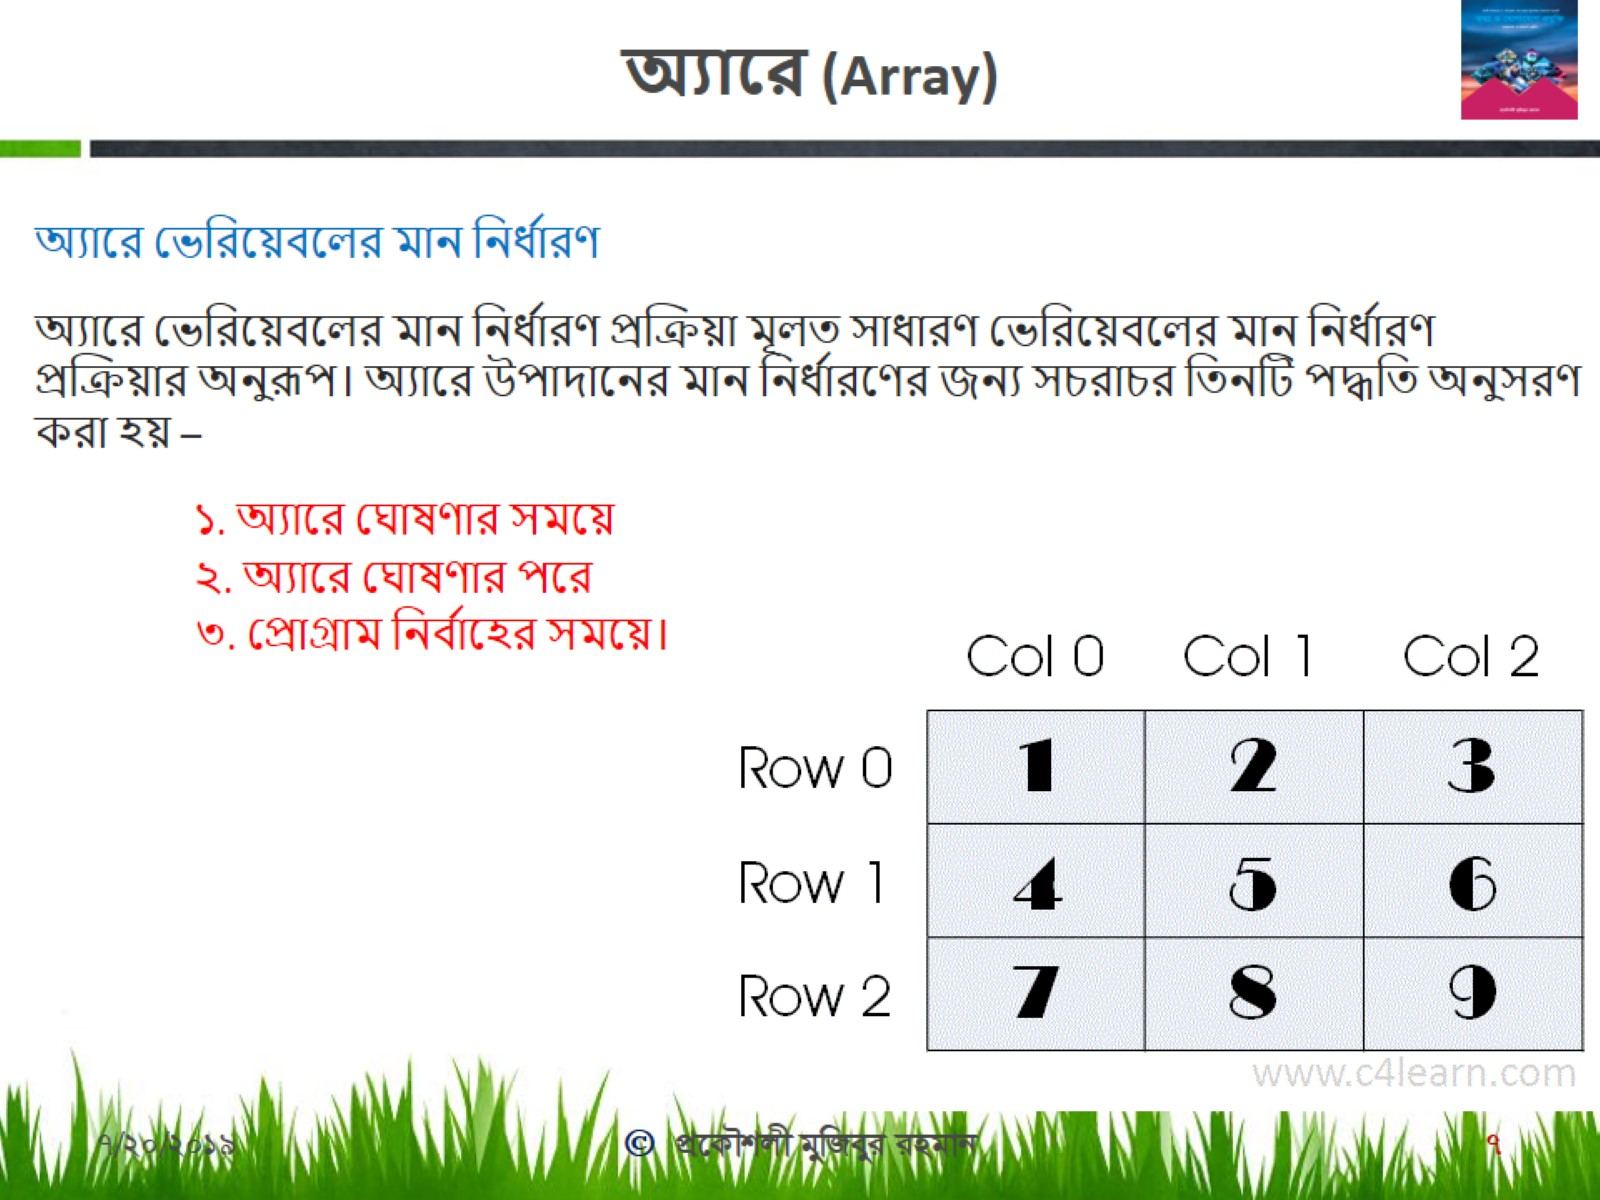 অ্যারে (Array)
অ্যারে ভেরিয়েবলের মান নির্ধারণ
অ্যারে ভেরিয়েবলের মান নির্ধারণ প্রক্রিয়া মূলত সাধারণ ভেরিয়েবলের মান নির্ধারণ
প্রক্রিয়ার অনুরূপ। অ্যারে উপাদানের মান নির্ধারণের জন্য সচরাচর তিনটি পদ্ধতি অনুসরণ
করা হয় –
১. অ্যারে ঘোষণার সময়ে
২. অ্যারে ঘোষণার পরে
৩. প্রোগ্রাম নির্বাহের সময়ে।
Col 0 Col 1 Col 2
Row 0 1 2 3
Row 1 4 5 6
Row 2 7 8 9
www.c4learn.com
৭/২০/২০১৯ © প্রকৌশলী মুজিবুর রহমান ৭